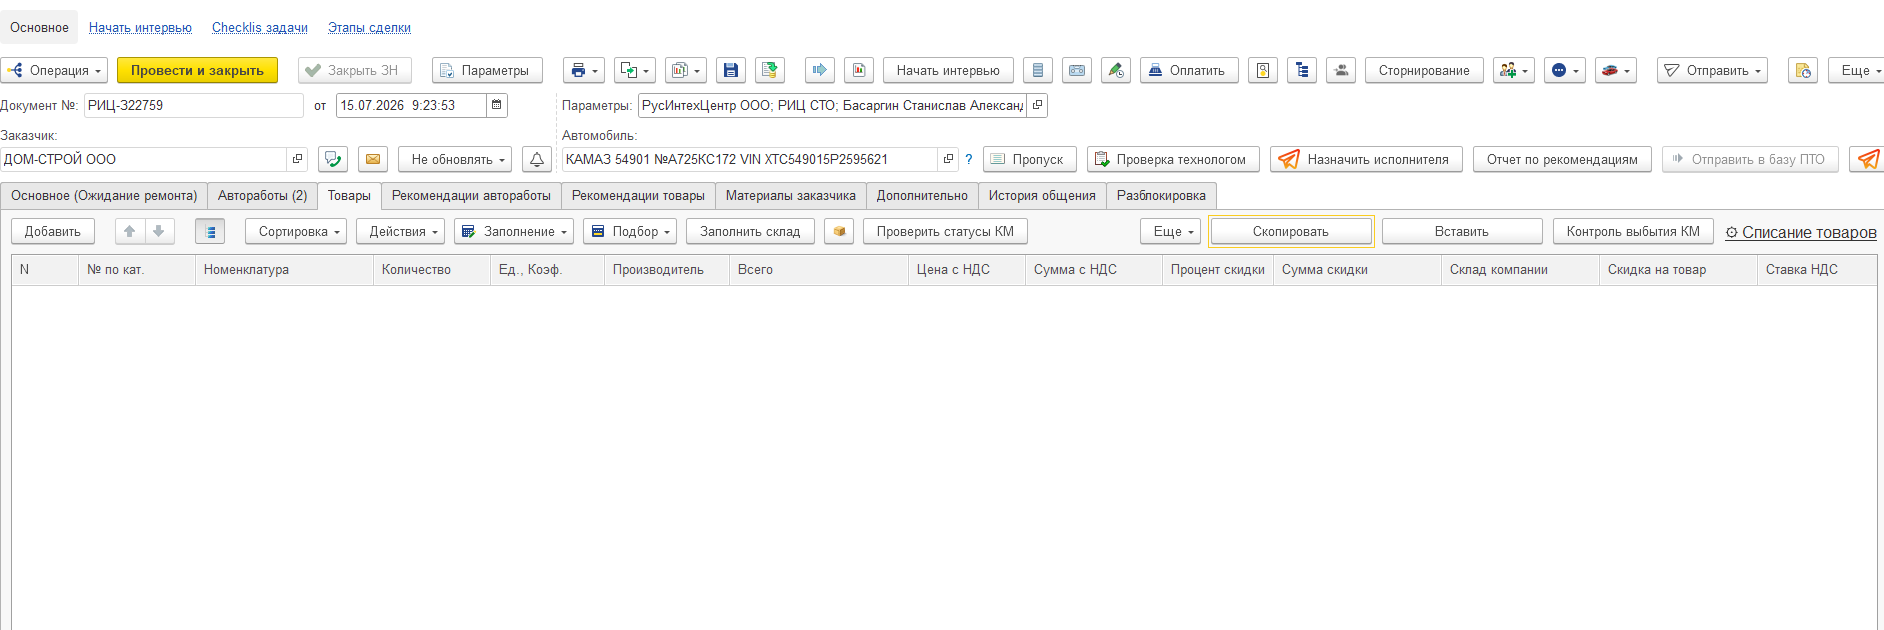 Основное Начать интервью Checklis задачи Этапы сделки
Операция Провести и закрыть Закрыть ЗН Параметры Начать интервью Оплатить Сторнирование Отправить Еще
Документ №: РИЦ-322759 от 15.07.2026 9:23:53 Параметры: РусИнтехЦентр ООО; РИЦ СТО; Басаргин Станислав Алексан
Заказчик: Автомобиль:
ДОМ-СТРОЙ ООО Не обновлять КАМАЗ 54901 №А725КС172 VIN XTC549015P2595621 ? Пропуск Проверка технологом Назначить исполнителя Отчет по рекомендациям Отправить в базу ПТО
Основное (Ожидание ремонта) Автоработы (2) Товары Рекомендации автоработы Рекомендации товары Материалы заказчика Дополнительно История общения Разблокировка
Добавить Сортировка Действия Заполнение Подбор Заполнить склад Проверить статусы КМ Еще Скопировать Вставить Контроль выбытия КМ Списание товаров
N № по кат. Номенклатура Количество Ед., Коэф. Производитель Всего Цена с НДС Сумма с НДС Процент скидки Сумма скидки Склад компании Скидка на товар Ставка НДС